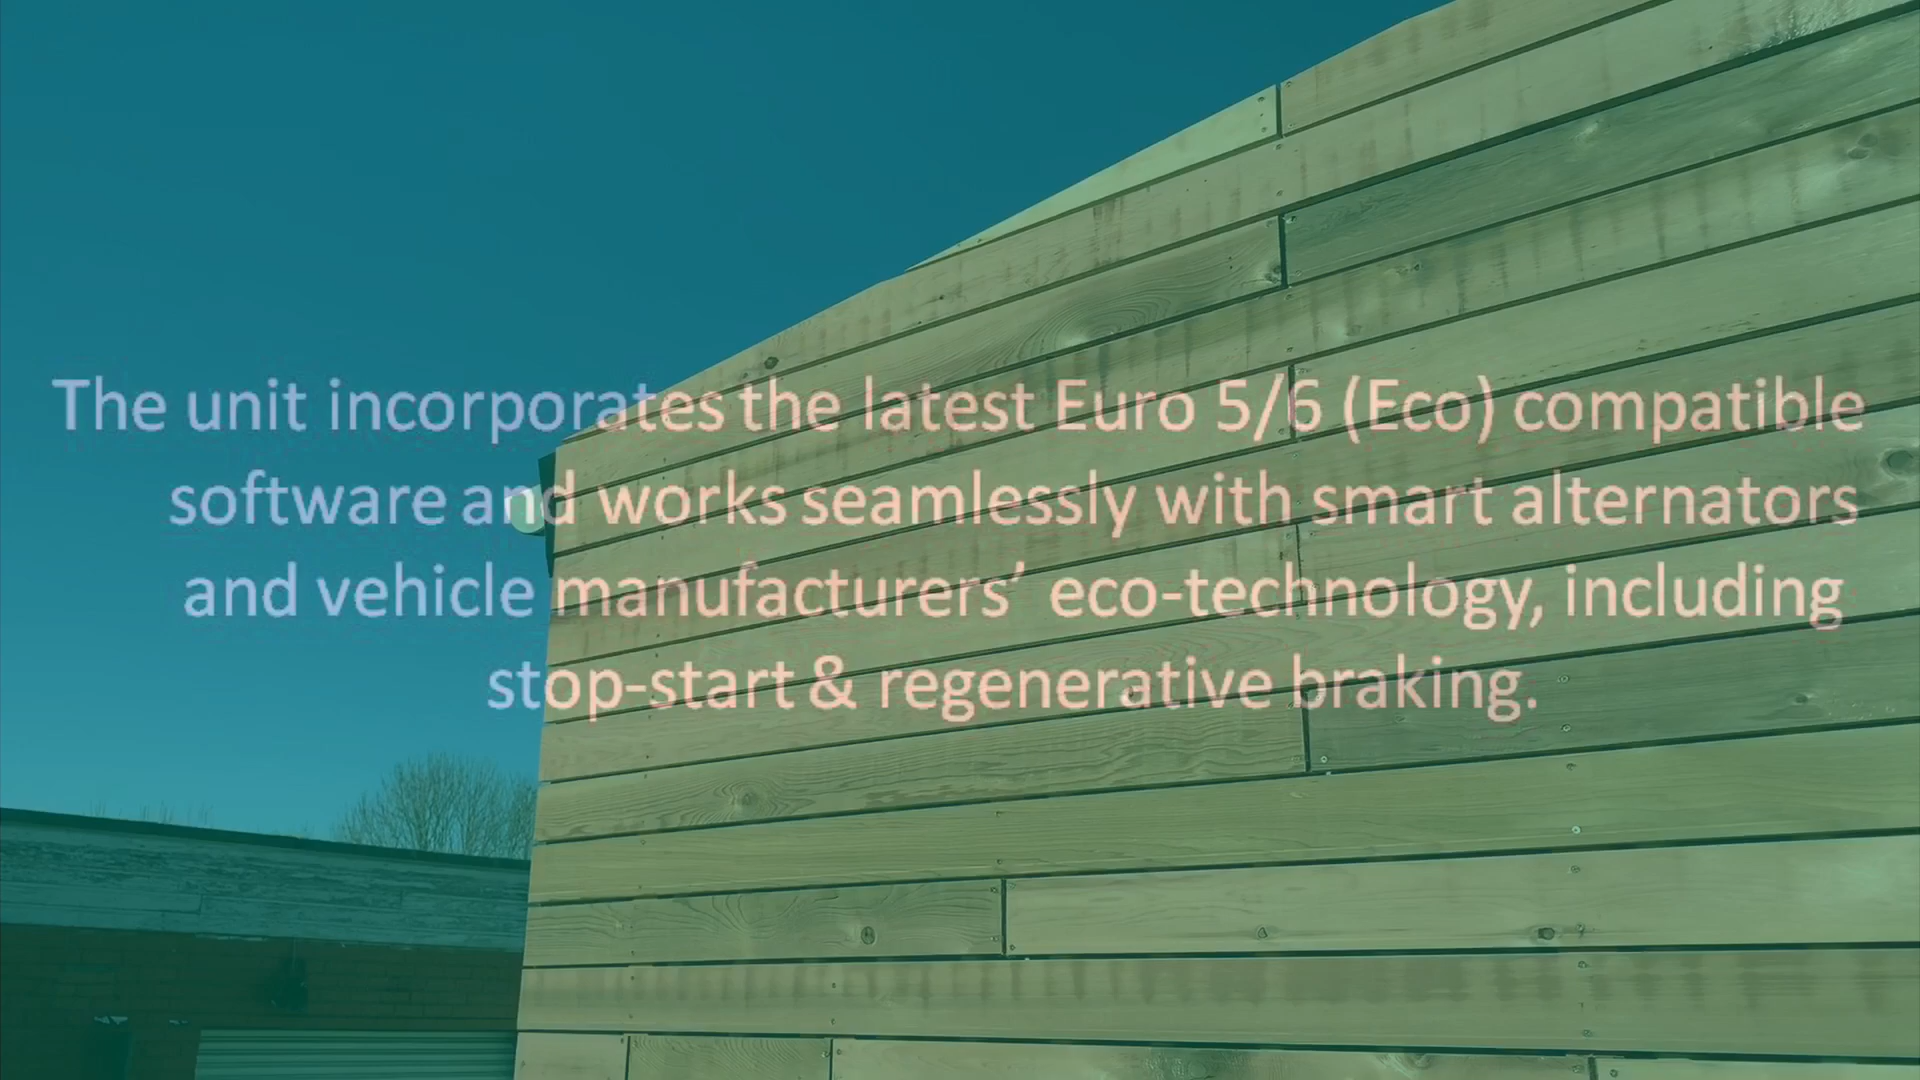 The unit incorporates the latest Euro 5/6 (Eco) compatible
software and works seamlessly with smart alternators
and vehicle manufacturers’ eco-technology, including
stop-start & regenerative braking.